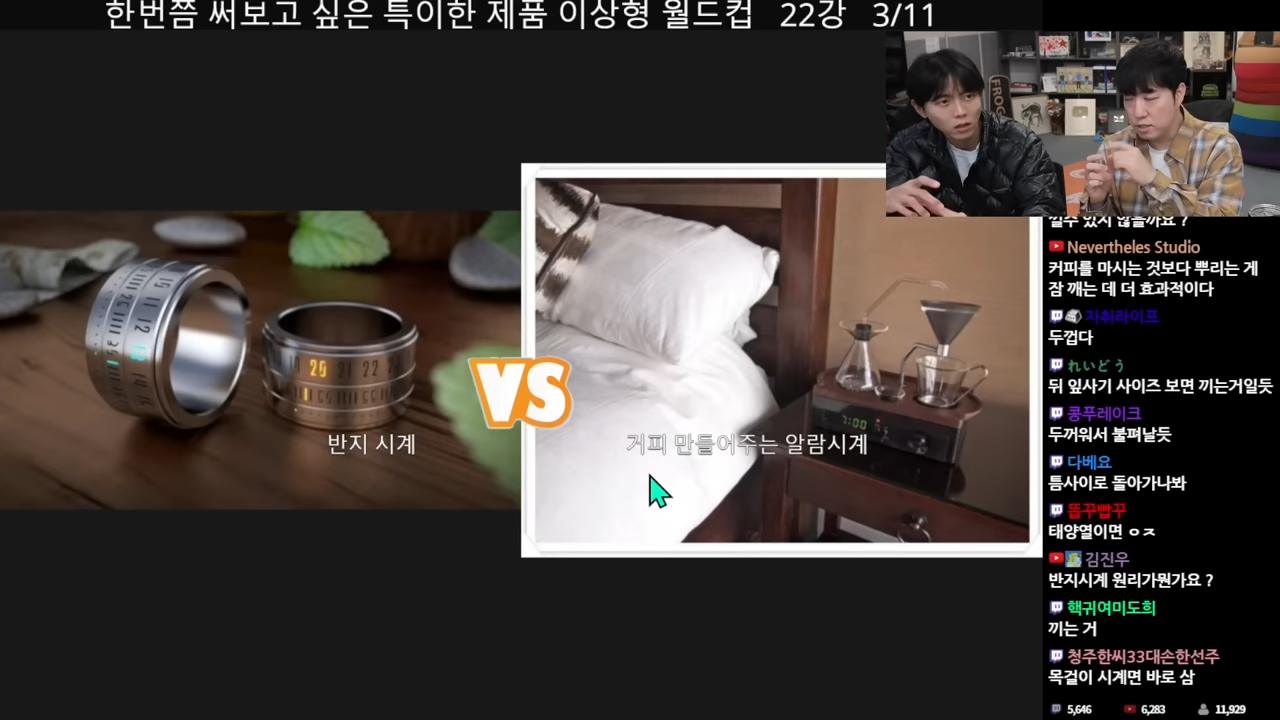 한번쯤 써보고 싶은 특이한 제품 이상형 월드컵 22강 3/11
FROG
반지 시계
VS
커피 만들어주는 알람시계
7:00
20
Nevertheles Studio
커피를 마시는 것보다 뿌리는 게
잠 깨는 데 더 효과적이다
자취라이프
두껍다
れいどう
뒤 잎사기 사이즈 보면 끼는거일듯
콩푸레이크
두꺼워서 불펴날듯
다베요
틈사이로 돌아가나봐
뜹꾸빱꾸
태양열이면 ㅇㅈ
김진우
반지시계 원리가뭔가요 ?
핵귀여미도희
끼는 거
청주한씨33대손한선주
목걸이 시계면 바로 삼
5,646 6,283 11,929